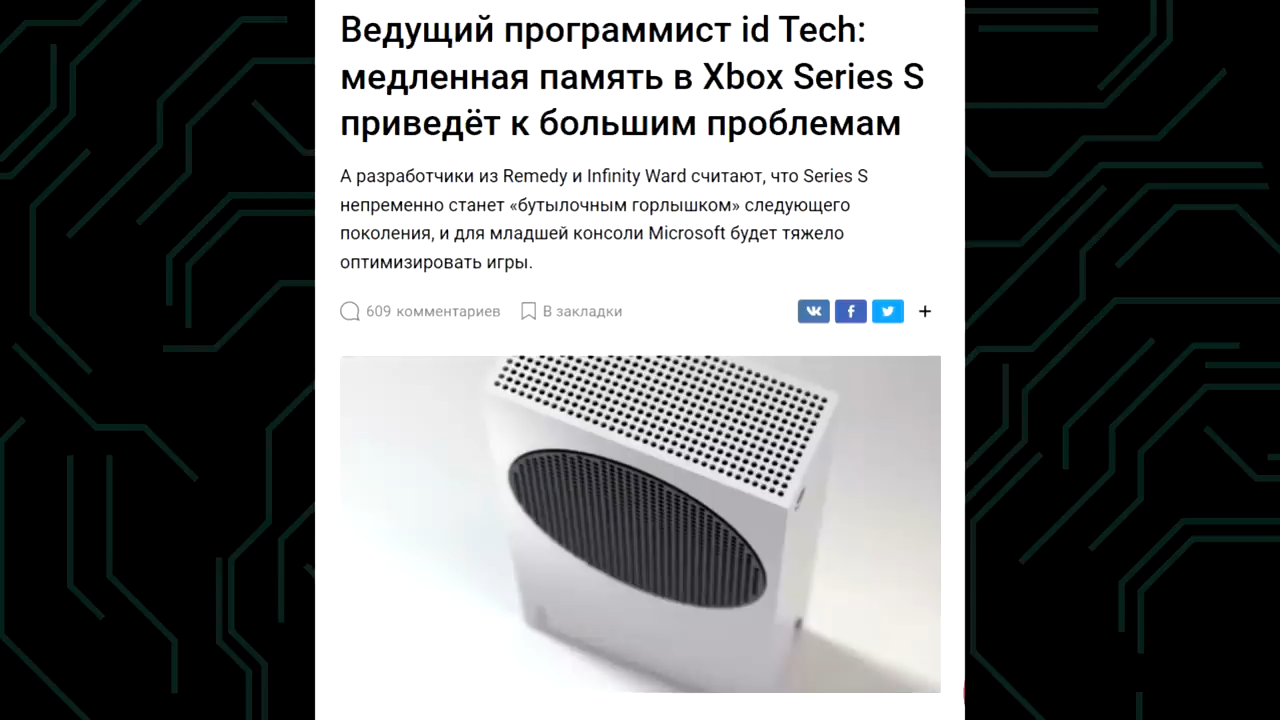 Ведущий программист id Tech:
медленная память в Xbox Series S
приведёт к большим проблемам
А разработчики из Remedy и Infinity Ward считают, что Series S
непременно станет «бутылочным горлышком» следующего
поколения, и для младшей консоли Microsoft будет тяжело
оптимизировать игры.
609 комментариев В закладки